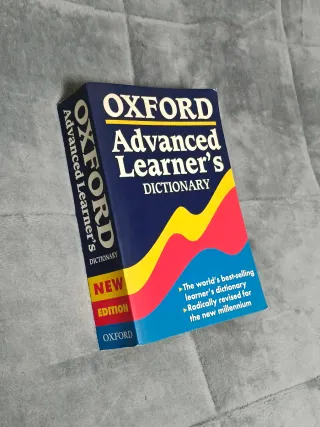 OXFORD
Advanced
Learner's
DICTIONARY
▸The world's best-selling
learner's dictionary
▸Radically revised for
the new millennium
OXFORD
Advanced Learner's
DICTIONARY
NEW
EDITION
OXFORD